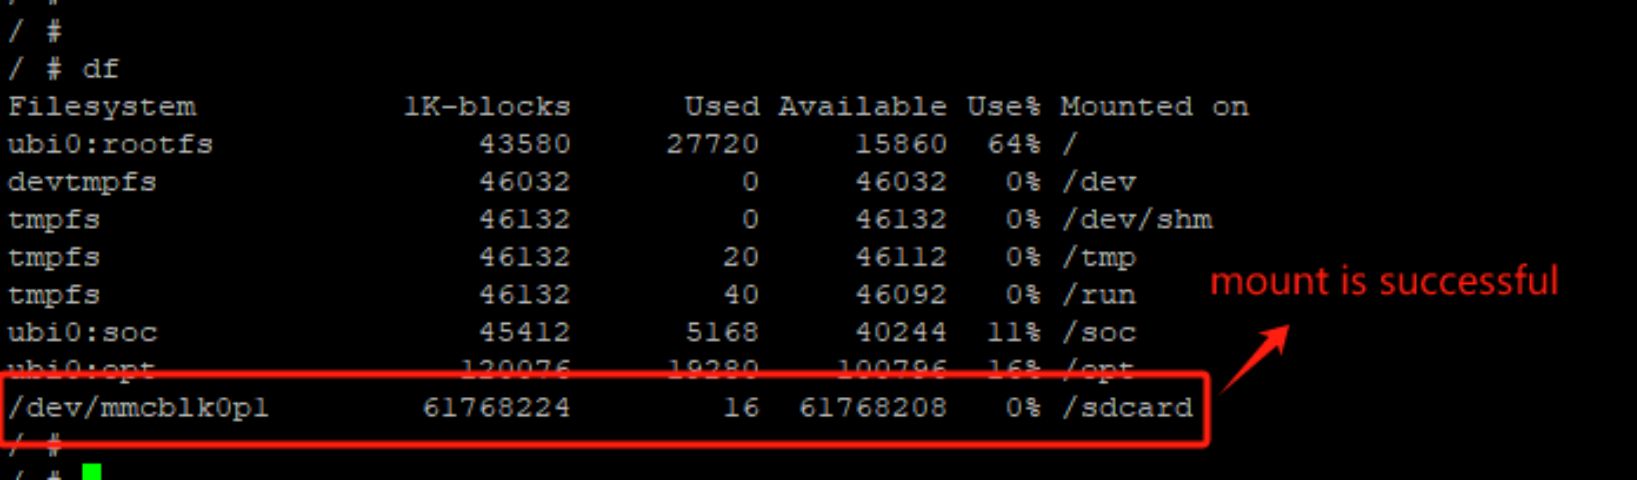 / #
/ #
/ # df
Filesystem 1K-blocks Used Available Use% Mounted on
ubi0:rootfs 43580 27720 15860 64% /
devtmpfs 46032 0 46032 0% /dev
tmpfs 46132 0 46132 0% /dev/shm
tmpfs 46132 20 46112 0% /tmp
tmpfs 46132 40 46092 0% /run
mount is successful
ubi0:soc 45412 5168 40244 11% /soc
ubi0:opt 120076 19280 100796 16% /opt
/dev/mmcblk0p1 61768224 16 61768208 0% /sdcard
/ #
/ #